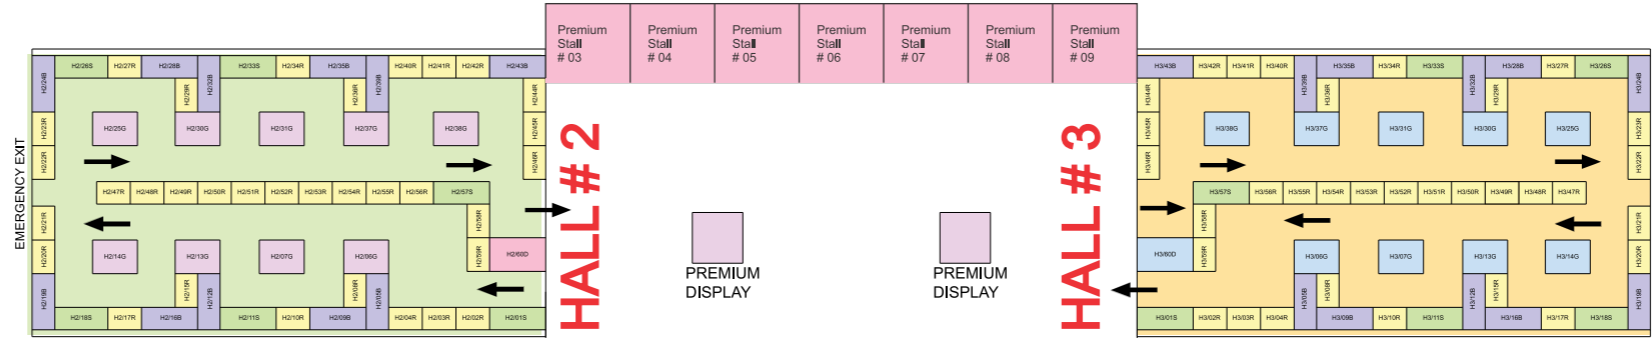 Premium
Stall
# 03
Premium
Stall
# 04
Premium
Stall
# 05
Premium
Stall
# 06
Premium
Stall
# 07
Premium
Stall
# 08
Premium
Stall
# 09
EMERGENCY EXIT
H2/24B
H2/26S
H2/27R
H2/28B
H2/29R
H2/32B
H2/33S
H2/34R
H2/35B
H2/36R
H2/39B
H2/40R
H2/41R
H2/42R
H2/43B
H2/44R
H2/23R
H2/25G
H2/30G
H2/31G
H2/37G
H2/38G
H2/45R
H2/22R
H2/46R
H2/47R
H2/48R
H2/49R
H2/50R
H2/51R
H2/52R
H2/53R
H2/54R
H2/55R
H2/56R
H2/57S
H2/21R
H2/58R
H2/20R
H2/14G
H2/13G
H2/07G
H2/06G
H2/59R
H2/60D
H2/19B
H2/15R
H2/12B
H2/08R
H2/05B
H2/18S
H2/17R
H2/16B
H2/11S
H2/10R
H2/09B
H2/04R
H2/03R
H2/02R
H2/01S
HALL # 2
PREMIUM
DISPLAY
PREMIUM
DISPLAY
HALL # 3
H3/43B
H3/42R
H3/41R
H3/40R
H3/39B
H3/35B
H3/36R
H3/34R
H3/33S
H3/32B
H3/28B
H3/29R
H3/27R
H3/26S
H3/24B
H3/44R
H3/45R
H3/38G
H3/37G
H3/31G
H3/30G
H3/25G
H3/23R
H3/46R
H3/22R
H3/57S
H3/56R
H3/55R
H3/54R
H3/53R
H3/52R
H3/51R
H3/50R
H3/49R
H3/48R
H3/47R
H3/58R
H3/21R
H3/60D
H3/59R
H3/06G
H3/07G
H3/13G
H3/14G
H3/20R
H3/05B
H3/08R
H3/12B
H3/15R
H3/19B
H3/01S
H3/02R
H3/03R
H3/04R
H3/09B
H3/10R
H3/11S
H3/16B
H3/17R
H3/18S